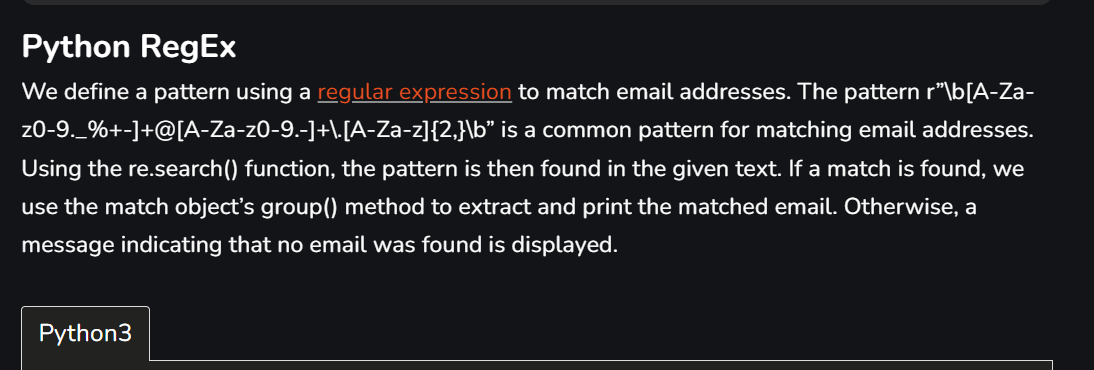 Python RegEx
We define a pattern using a regular expression to match email addresses. The pattern r”\b[A-Za-
z0-9._%+-]+@[A-Za-z0-9.-]+\.[A-Za-z]{2,}\b” is a common pattern for matching email addresses.
Using the re.search() function, the pattern is then found in the given text. If a match is found, we
use the match object’s group() method to extract and print the matched email. Otherwise, a
message indicating that no email was found is displayed.
Python3